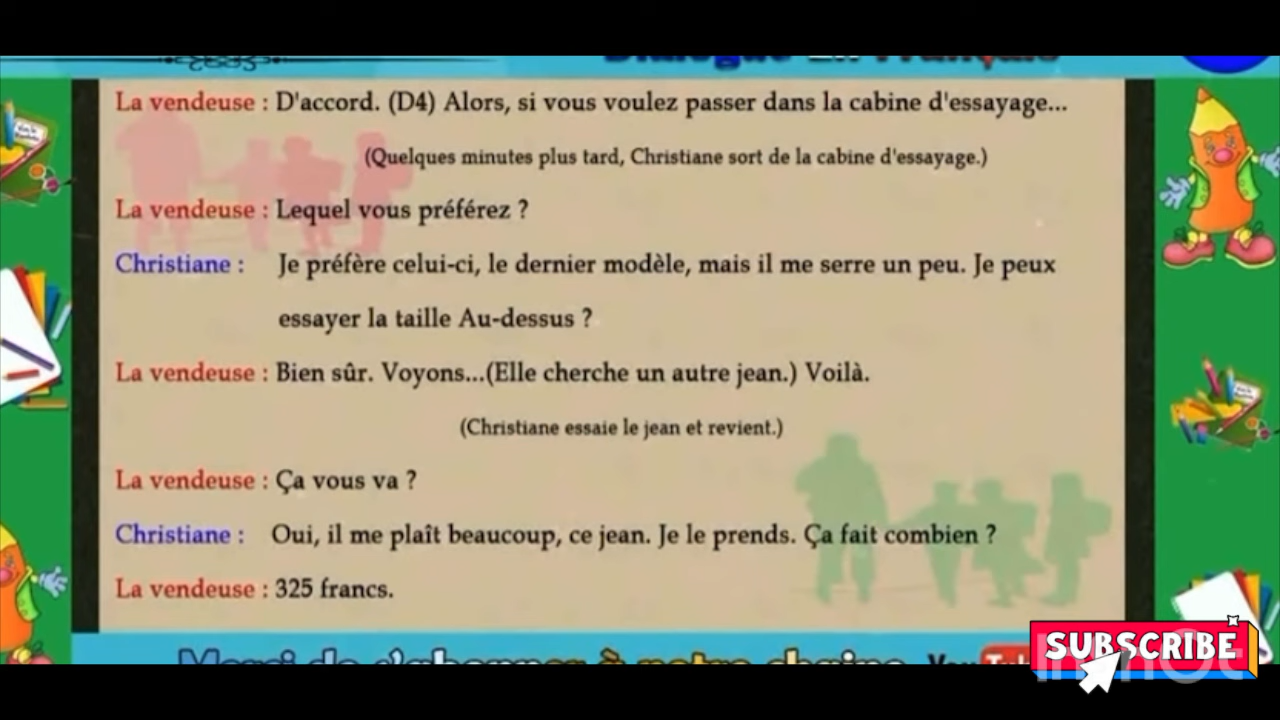 La vendeuse : D'accord. (D4) Alors, si vous voulez passer dans la cabine d'essayage...
(Quelques minutes plus tard, Christiane sort de la cabine d'essayage.)
La vendeuse : Lequel vous préférez ?
Christiane : Je préfère celui-ci, le dernier modèle, mais il me serre un peu. Je peux
essayer la taille Au-dessus ?
La vendeuse : Bien sûr. Voyons...(Elle cherche un autre jean.) Voilà.
(Christiane essaie le jean et revient.)
La vendeuse : Ça vous va ?
Christiane : Oui, il me plaît beaucoup, ce jean. Je le prends. Ça fait combien ?
La vendeuse : 325 francs.
SUBSCRIBE